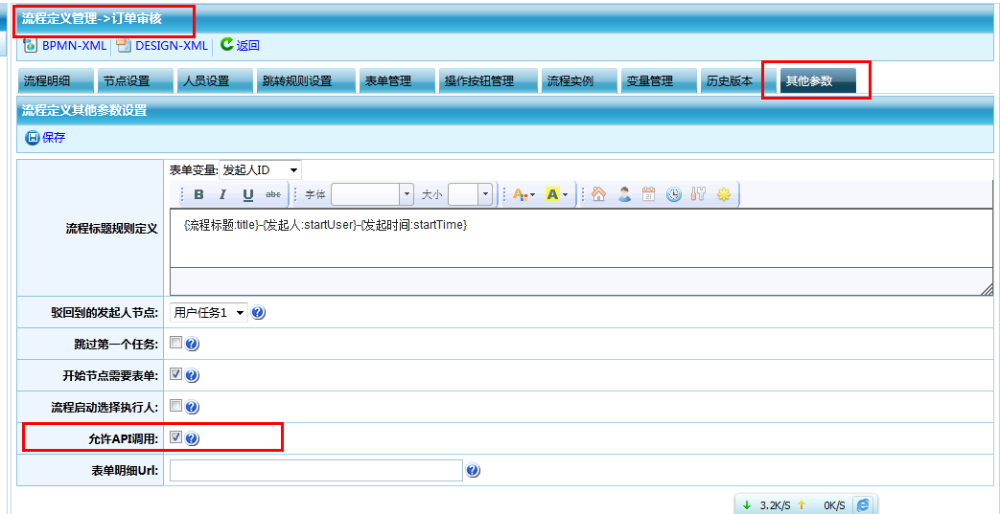 流程定义管理->订单审核
BPMN-XML DESIGN-XML 返回
流程明细 节点设置 人员设置 跳转规则设置 表单管理 操作按钮管理 流程实例 变量管理 历史版本 其他参数
流程定义其他参数设置
保存
表单变量: 发起人ID
B I U abc 字体 大小 A A
流程标题规则定义
{流程标题:title}-{发起人:startUser}-{发起时间:startTime}
驳回到的发起人节点: 用户任务1
跳过第一个任务:
开始节点需要表单:
流程启动选择执行人:
允许API调用:
表单明细Url:
3.2K/S 0K/S